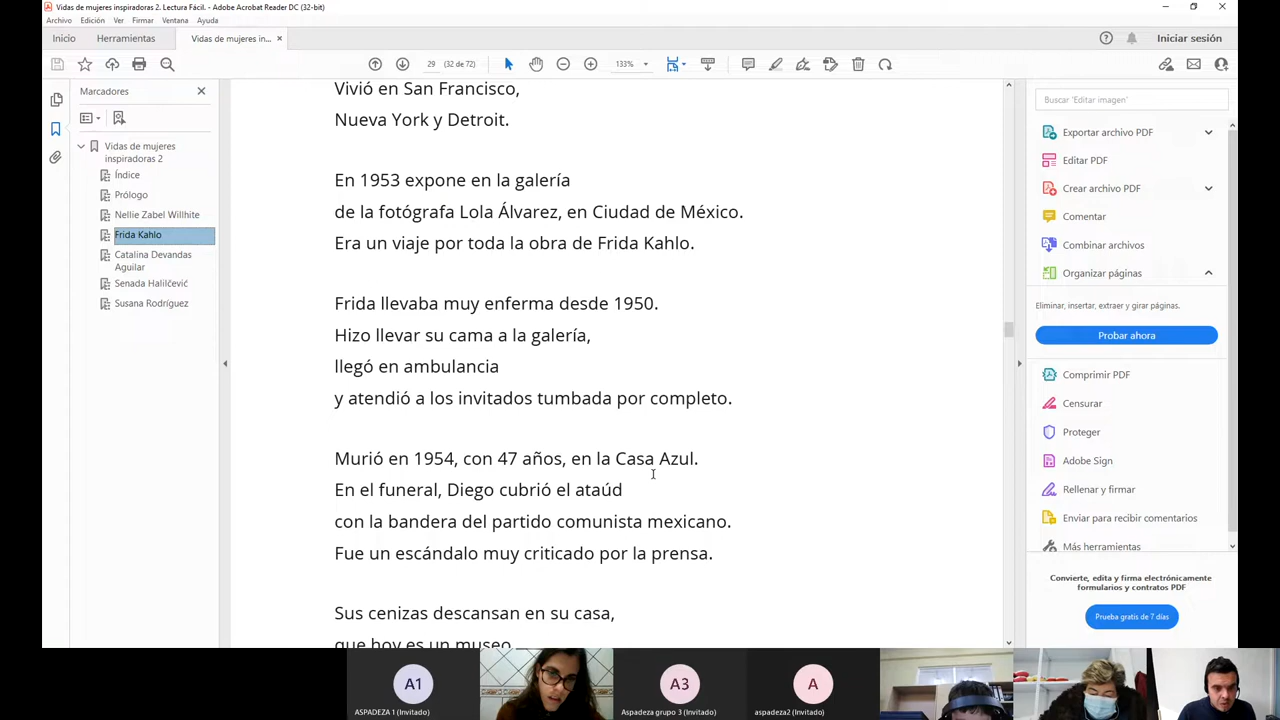 Vidas de mujeres inspiradoras 2. Lectura Fácil. - Adobe Acrobat Reader DC (32-bit)
Archivo Edición Ver Ventana Firmar Ayuda
Inicio Herramientas Vidas de mujeres in... × Iniciar sesión
29 (32 de 72) 133%
Marcadores
Vidas de mujeres
inspiradoras 2
Índice
Prólogo
Nellie Zabel Willhite
Frida Kahlo
Catalina Devandas
Aguilar
Senada Halilčević
Susana Rodríguez
Vivió en San Francisco,
Nueva York y Detroit.
En 1953 expone en la galería
de la fotógrafa Lola Álvarez, en Ciudad de México.
Era un viaje por toda la obra de Frida Kahlo.
Frida llevaba muy enferma desde 1950.
Hizo llevar su cama a la galería,
llegó en ambulancia
y atendió a los invitados tumbada por completo.
Murió en 1954, con 47 años, en la Casa Azul.
En el funeral, Diego cubrió el ataúd
con la bandera del partido comunista mexicano.
Fue un escándalo muy criticado por la prensa.
Sus cenizas descansan en su casa,
que hoy es un museo
Buscar 'Editar imagen'
Exportar archivo PDF
Editar PDF
Crear archivo PDF
Comentar
Combinar archivos
Organizar páginas
Eliminar, insertar, extraer y girar páginas.
Probar ahora
Comprimir PDF
Censurar
Proteger
Adobe Sign
Rellenar y firmar
Enviar para recibir comentarios
Más herramientas
Convierte, edita y firma electrónicamente
formularios y contratos PDF
Prueba gratis de 7 días
A1 A3 A
ASPADEZA 1 (Invitado) Aspadeza grupo 3 (Invitado) aspadeza2 (Invitado)